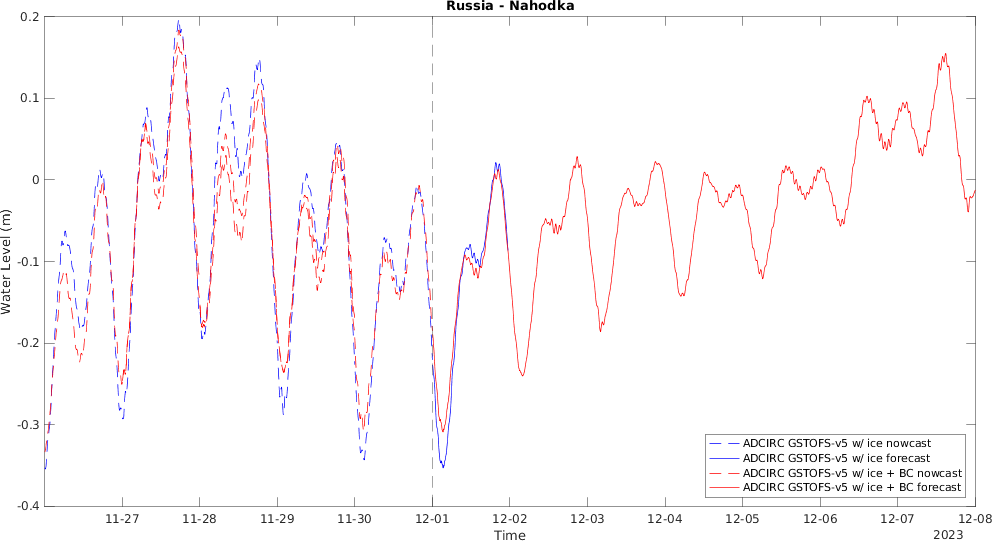 Russia - Nahodka
Water Level (m)
0.2
0.1
0
-0.1
-0.2
-0.3
-0.4
ADCIRC GSTOFS-v5 w/ ice nowcast
ADCIRC GSTOFS-v5 w/ ice forecast
ADCIRC GSTOFS-v5 w/ ice + BC nowcast
ADCIRC GSTOFS-v5 w/ ice + BC forecast
11-27 11-28 11-29 11-30 12-01 12-02 12-03 12-04 12-05 12-06 12-07 12-08
Time
2023